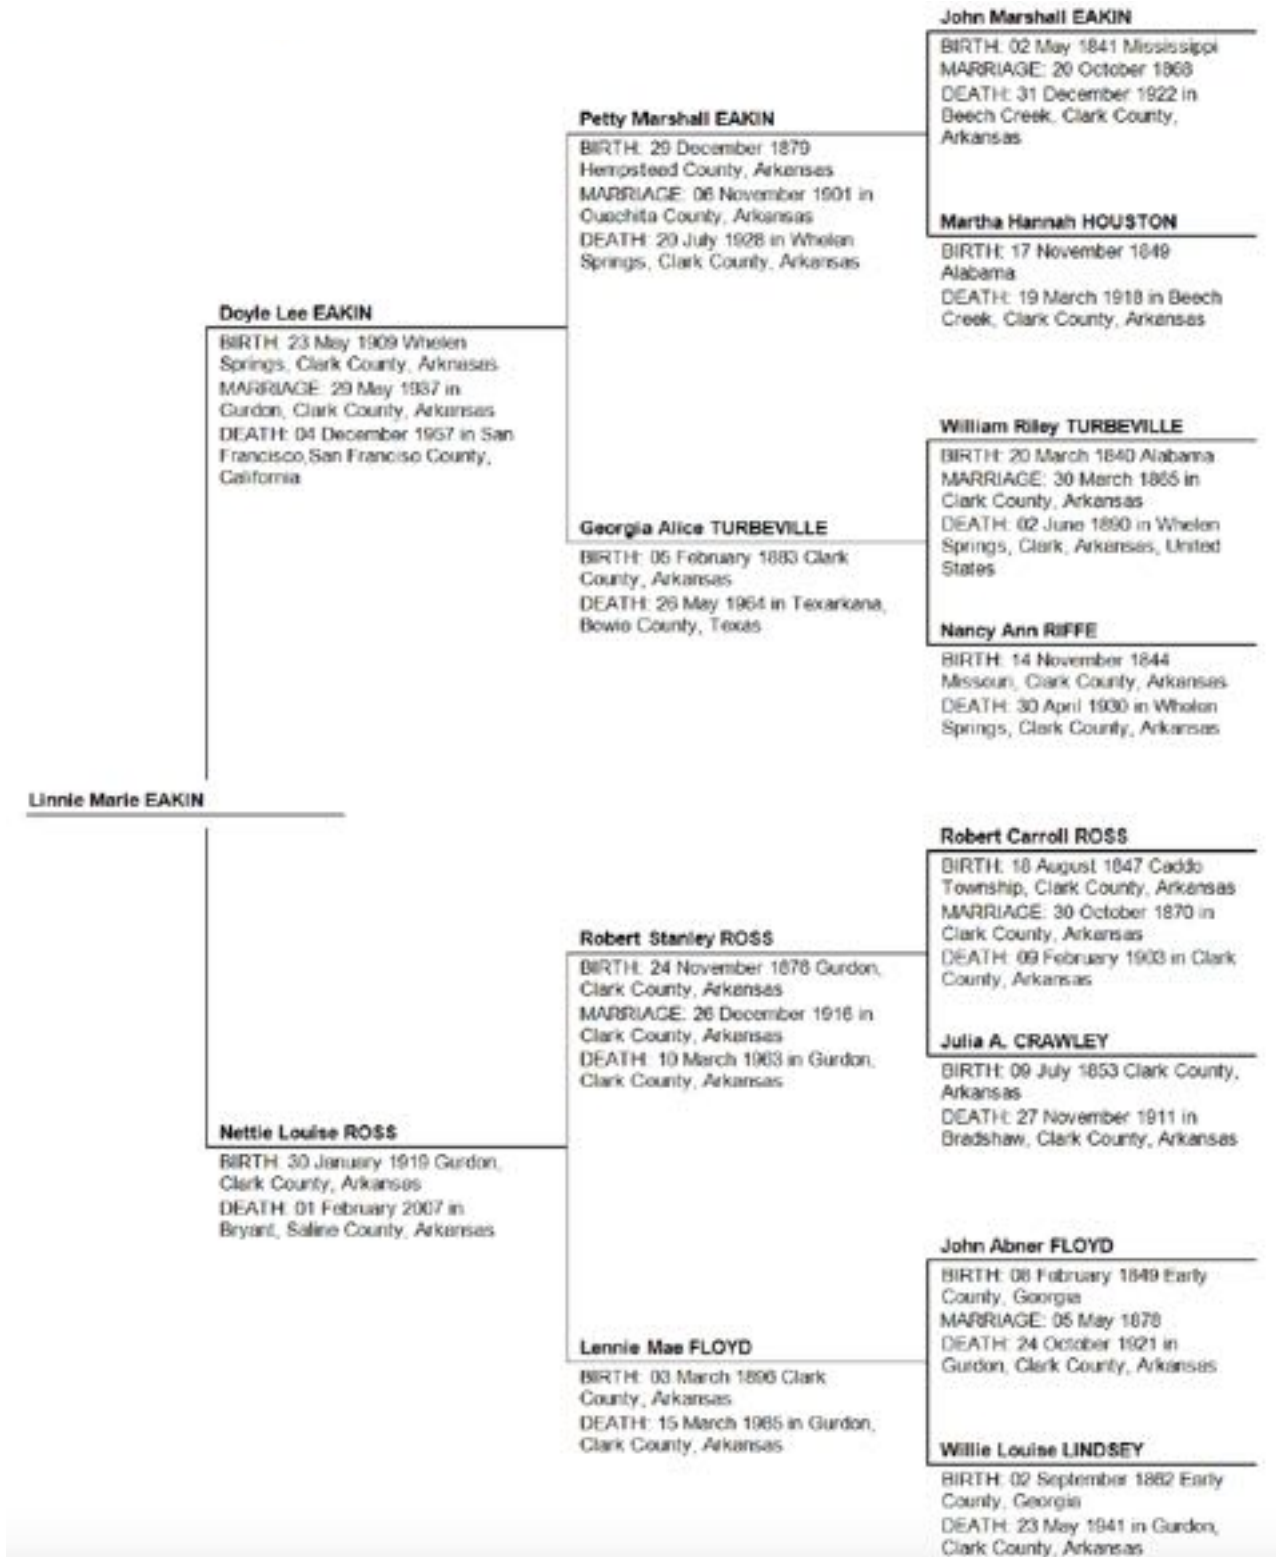 John Marshall EAKIN
BIRTH: 02 May 1841 Mississippi
MARRIAGE: 20 October 1868
DEATH: 31 December 1922 in
Beech Creek, Clark County,
Arkansas
Petty Marshall EAKIN
BIRTH: 29 December 1879
Hempstead County, Arkansas
MARRIAGE: 06 November 1901 in
Ouachita County, Arkansas
DEATH: 20 July 1928 in Whelen
Springs, Clark County, Arkansas
Martha Hannah HOUSTON
BIRTH: 17 November 1849
Alabama
DEATH: 19 March 1918 in Beech
Creek, Clark County, Arkansas
Doyle Lee EAKIN
BIRTH: 23 May 1909 Whelen
Springs, Clark County, Arknasas
MARRIAGE: 29 May 1937 in
Gurdon, Clark County, Arkansas
DEATH: 04 December 1957 in San
Francisco,San Franciso County,
California
William Riley TURBEVILLE
BIRTH: 20 March 1840 Alabama
MARRIAGE: 30 March 1865 in
Clark County, Arkansas
DEATH: 02 June 1890 in Whelen
Springs, Clark, Arkansas, United
States
Georgia Alice TURBEVILLE
BIRTH: 05 February 1883 Clark
County, Arkansas
DEATH: 26 May 1964 in Texarkana,
Bowie County, Texas
Nancy Ann RIFFE
BIRTH: 14 November 1844
Missouri, Clark County, Arkansas
DEATH: 30 April 1930 in Whelen
Springs, Clark County, Arkansas
Linnie Marie EAKIN
Robert Carroll ROSS
BIRTH: 18 August 1847 Caddo
Township, Clark County, Arkansas
MARRIAGE: 30 October 1870 in
Clark County, Arkansas
DEATH: 09 February 1903 in Clark
County, Arkansas
Robert Stanley ROSS
BIRTH: 24 November 1878 Gurdon,
Clark County, Arkansas
MARRIAGE: 26 December 1916 in
Clark County, Arkansas
DEATH: 10 March 1963 in Gurdon,
Clark County, Arkansas
Julia A. CRAWLEY
BIRTH: 09 July 1853 Clark County,
Arkansas
DEATH: 27 November 1911 in
Bradshaw, Clark County, Arkansas
Nettie Louise ROSS
BIRTH: 30 January 1919 Gurdon,
Clark County, Arkansas
DEATH: 01 February 2007 in
Bryant, Saline County, Arkansas
John Abner FLOYD
BIRTH: 08 February 1849 Early
County, Georgia
MARRIAGE: 05 May 1878
DEATH: 24 October 1921 in
Gurdon, Clark County, Arkansas
Lennie Mae FLOYD
BIRTH: 03 March 1896 Clark
County, Arkansas
DEATH: 15 March 1985 in Gurdon,
Clark County, Arkansas
Willie Louise LINDSEY
BIRTH: 02 September 1862 Early
County, Georgia
DEATH: 23 May 1941 in Gurdon,
Clark County, Arkansas